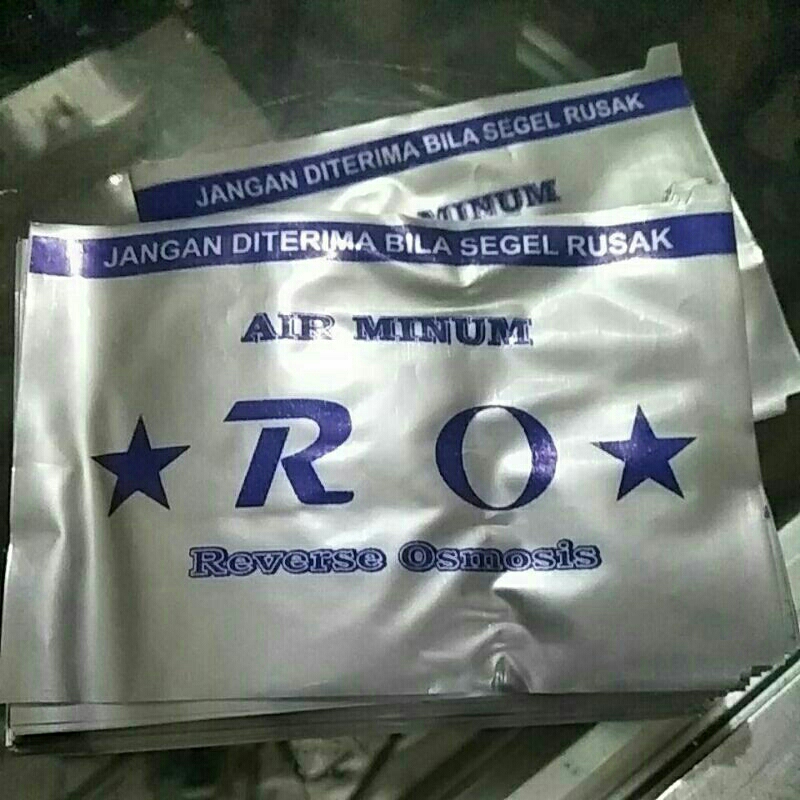 JANGAN DITERIMA BILA SEGEL RUSAK
MINUM
JANGAN DITERIMA BILA SEGEL RUSAK
AIR MINUM
R O
Reverse Osmosis